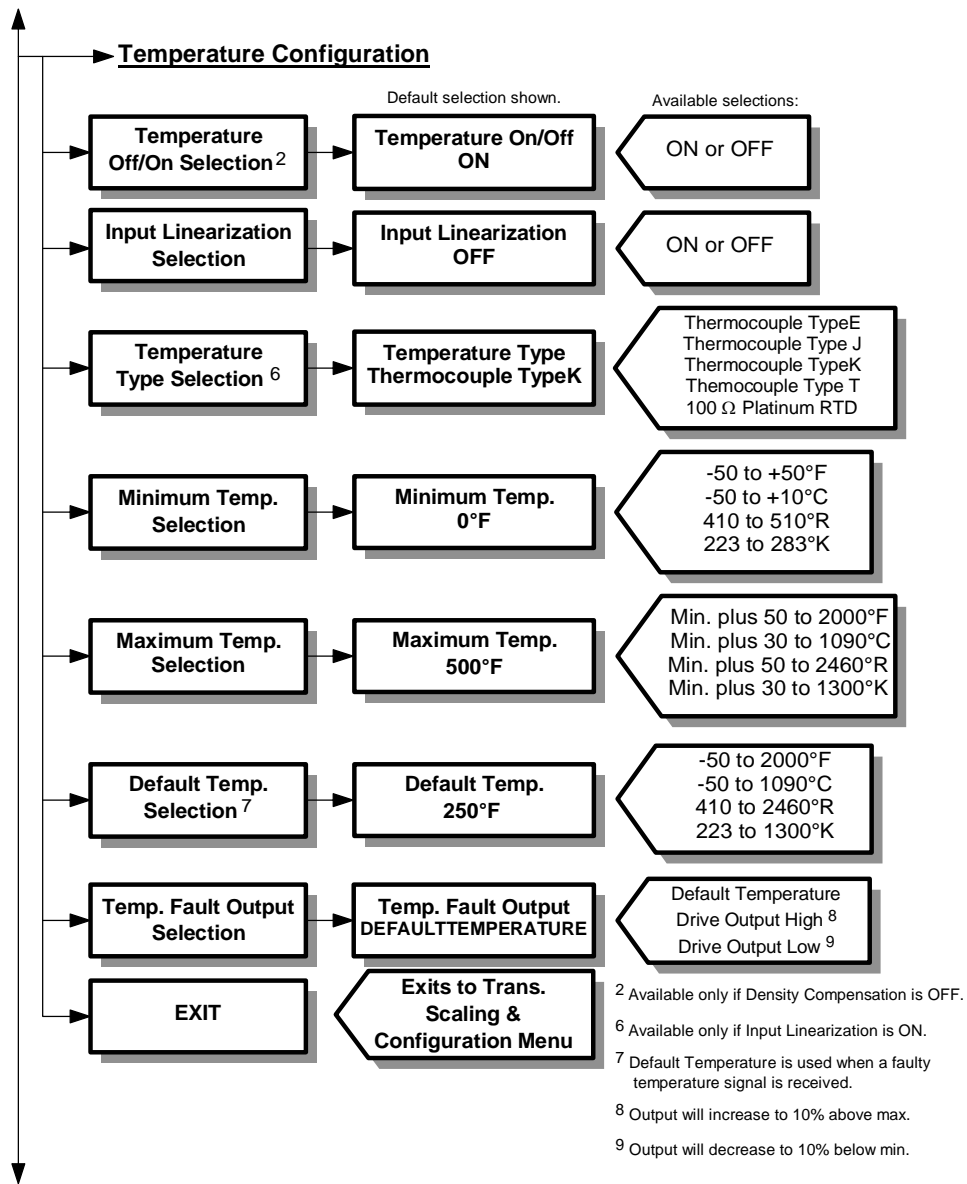 Temperature Configuration
Default selection shown.
Available selections:
Temperature
Off/On Selection 2
Temperature On/Off
ON
ON or OFF
Input Linearization
Selection
Input Linearization
OFF
ON or OFF
Temperature
Type Selection 6
Temperature Type
Thermocouple TypeK
Thermocouple TypeE
Thermocouple Type J
Thermocouple TypeK
Themocouple Type T
100 Ω Platinum RTD
Minimum Temp.
Selection
Minimum Temp.
0°F
-50 to +50°F
-50 to +10°C
410 to 510°R
223 to 283°K
Maximum Temp.
Selection
Maximum Temp.
500°F
Min. plus 50 to 2000°F
Min. plus 30 to 1090°C
Min. plus 50 to 2460°R
Min. plus 30 to 1300°K
Default Temp.
Selection 7
Default Temp.
250°F
-50 to 2000°F
-50 to 1090°C
410 to 2460°R
223 to 1300°K
Temp. Fault Output
Selection
Temp. Fault Output
DEFAULTTEMPERATURE
Default Temperature
Drive Output High 8
Drive Output Low 9
EXIT
Exits to Trans.
Scaling &
Configuration Menu
2 Available only if Density Compensation is OFF.
6 Available only if Input Linearization is ON.
7 Default Temperature is used when a faulty
temperature signal is received.
8 Output will increase to 10% above max.
9 Output will decrease to 10% below min.